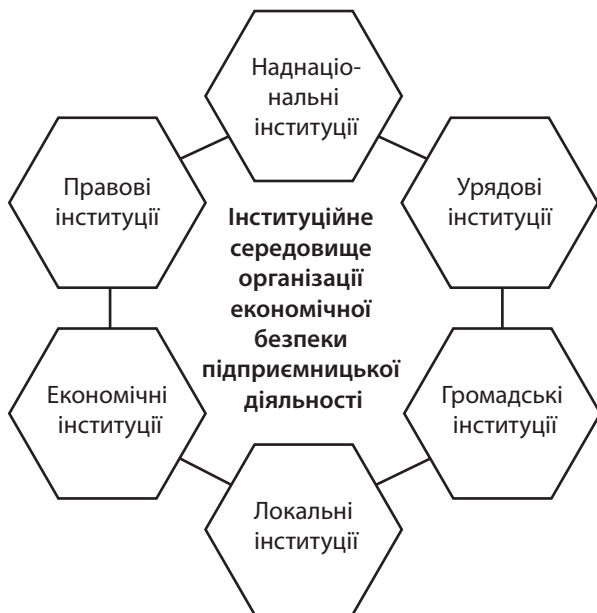 Наднаціо-
нальні
інституції
Правові
інституції
Урядові
інституції
Інституційне
середовище
організації
економічної
безпеки
підприємницької
діяльності
Економічні
інституції
Громадські
інституції
Локальні
інституції